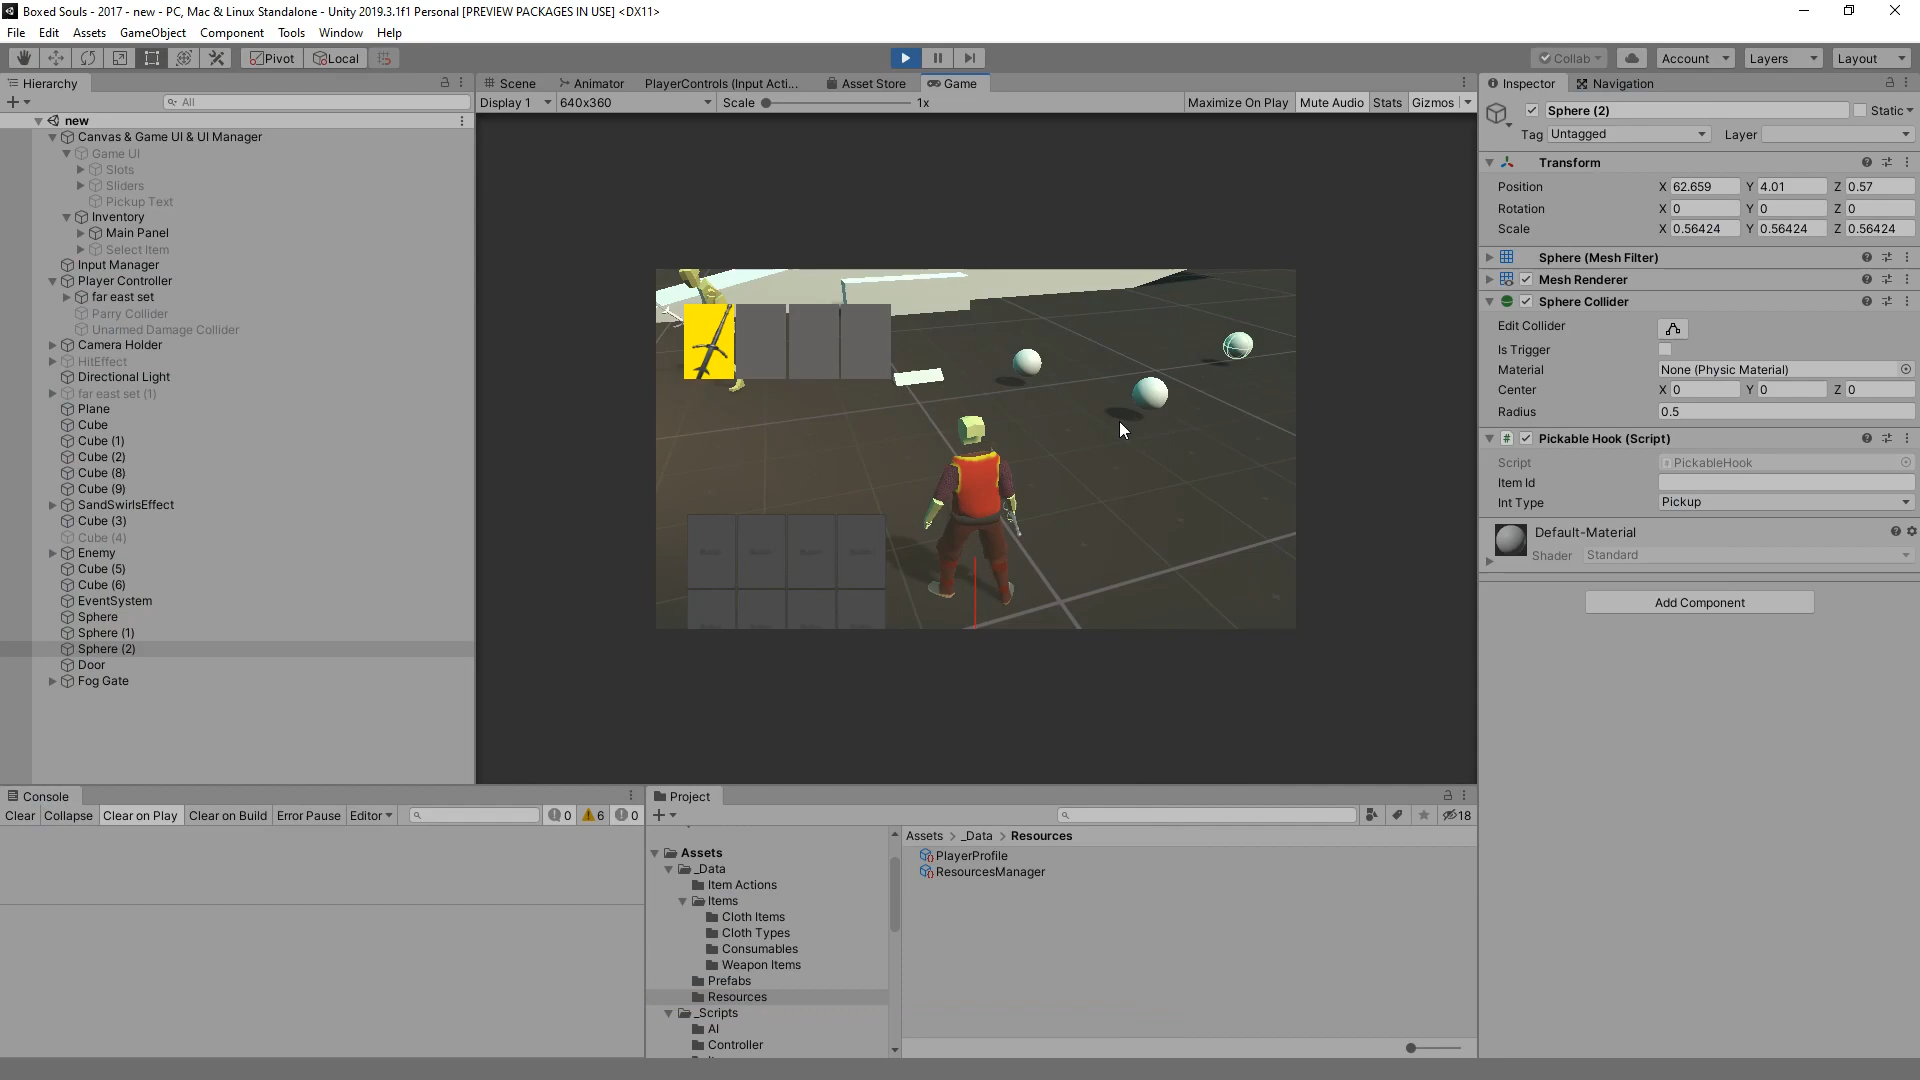 Boxed Souls - 2017 - new - PC, Mac & Linux Standalone - Unity 2019.3.1f1 Personal [PREVIEW PACKAGES IN USE] <DX11>
File Edit Assets GameObject Component Tools Window Help
Pivot Local Collab Account Layers Layout
Hierarchy
All
new
Canvas & Game UI & UI Manager
Game UI
Slots
Sliders
Pickup Text
Inventory
Main Panel
Select Item
Input Manager
Player Controller
far east set
Parry Collider
Unarmed Damage Collider
Camera Holder
HitEffect
Directional Light
far east set (1)
Plane
Cube
Cube (1)
Cube (2)
Cube (8)
Cube (9)
SandSwirlsEffect
Cube (3)
Cube (4)
Enemy
Cube (5)
Cube (6)
EventSystem
Sphere
Sphere (1)
Sphere (2)
Door
Fog Gate
Scene Animator PlayerControls (Input Acti... Asset Store Game
Display 1 640x360 Scale 1x Maximize On Play Mute Audio Stats Gizmos
Inspector Navigation
Sphere (2) Static
Tag Untagged Layer
Transform
Position X 62.659 Y 4.01 Z 0.57
Rotation X 0 Y 0 Z 0
Scale X 0.56424 Y 0.56424 Z 0.56424
Sphere (Mesh Filter)
Mesh Renderer
Sphere Collider
Edit Collider
Is Trigger
Material None (Physic Material)
Center X 0 Y 0 Z 0
Radius 0.5
Pickable Hook (Script)
Script PickableHook
Item Id
Int Type Pickup
Default-Material
Shader Standard
Add Component
Console
Clear Collapse Clear on Play Clear on Build Error Pause Editor 0 6 0
Project
18
Assets
_Data
Item Actions
Items
Cloth Items
Cloth Types
Consumables
Weapon Items
Prefabs
Resources
_Scripts
AI
Controller
Assets > _Data > Resources
PlayerProfile
ResourcesManager